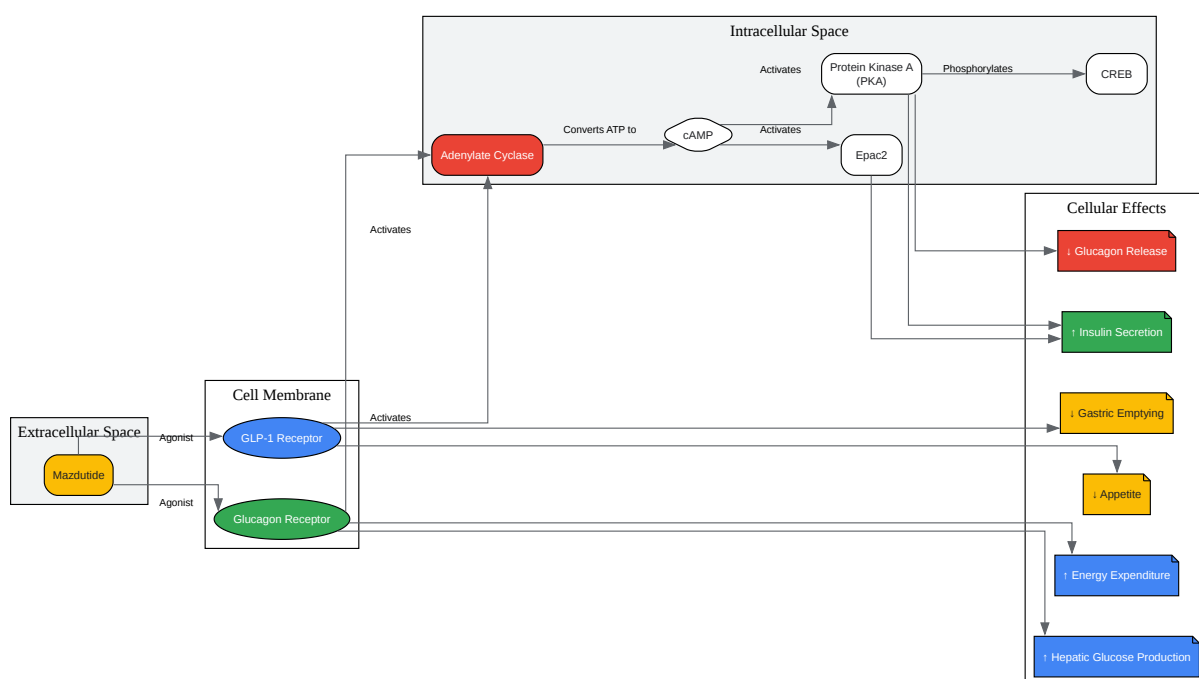 Intracellular Space
Activates
Protein Kinase A
(PKA)
Phosphorylates
CREB
Converts ATP to
cAMP
Activates
Adenylate Cyclase
Epac2
Cellular Effects
Activates
↓ Glucagon Release
↑ Insulin Secretion
Cell Membrane
Activates
↓ Gastric Emptying
Extracellular Space
Agonist
GLP-1 Receptor
Mazdutide
Agonist
↓ Appetite
Glucagon Receptor
↑ Energy Expenditure
↑ Hepatic Glucose Production